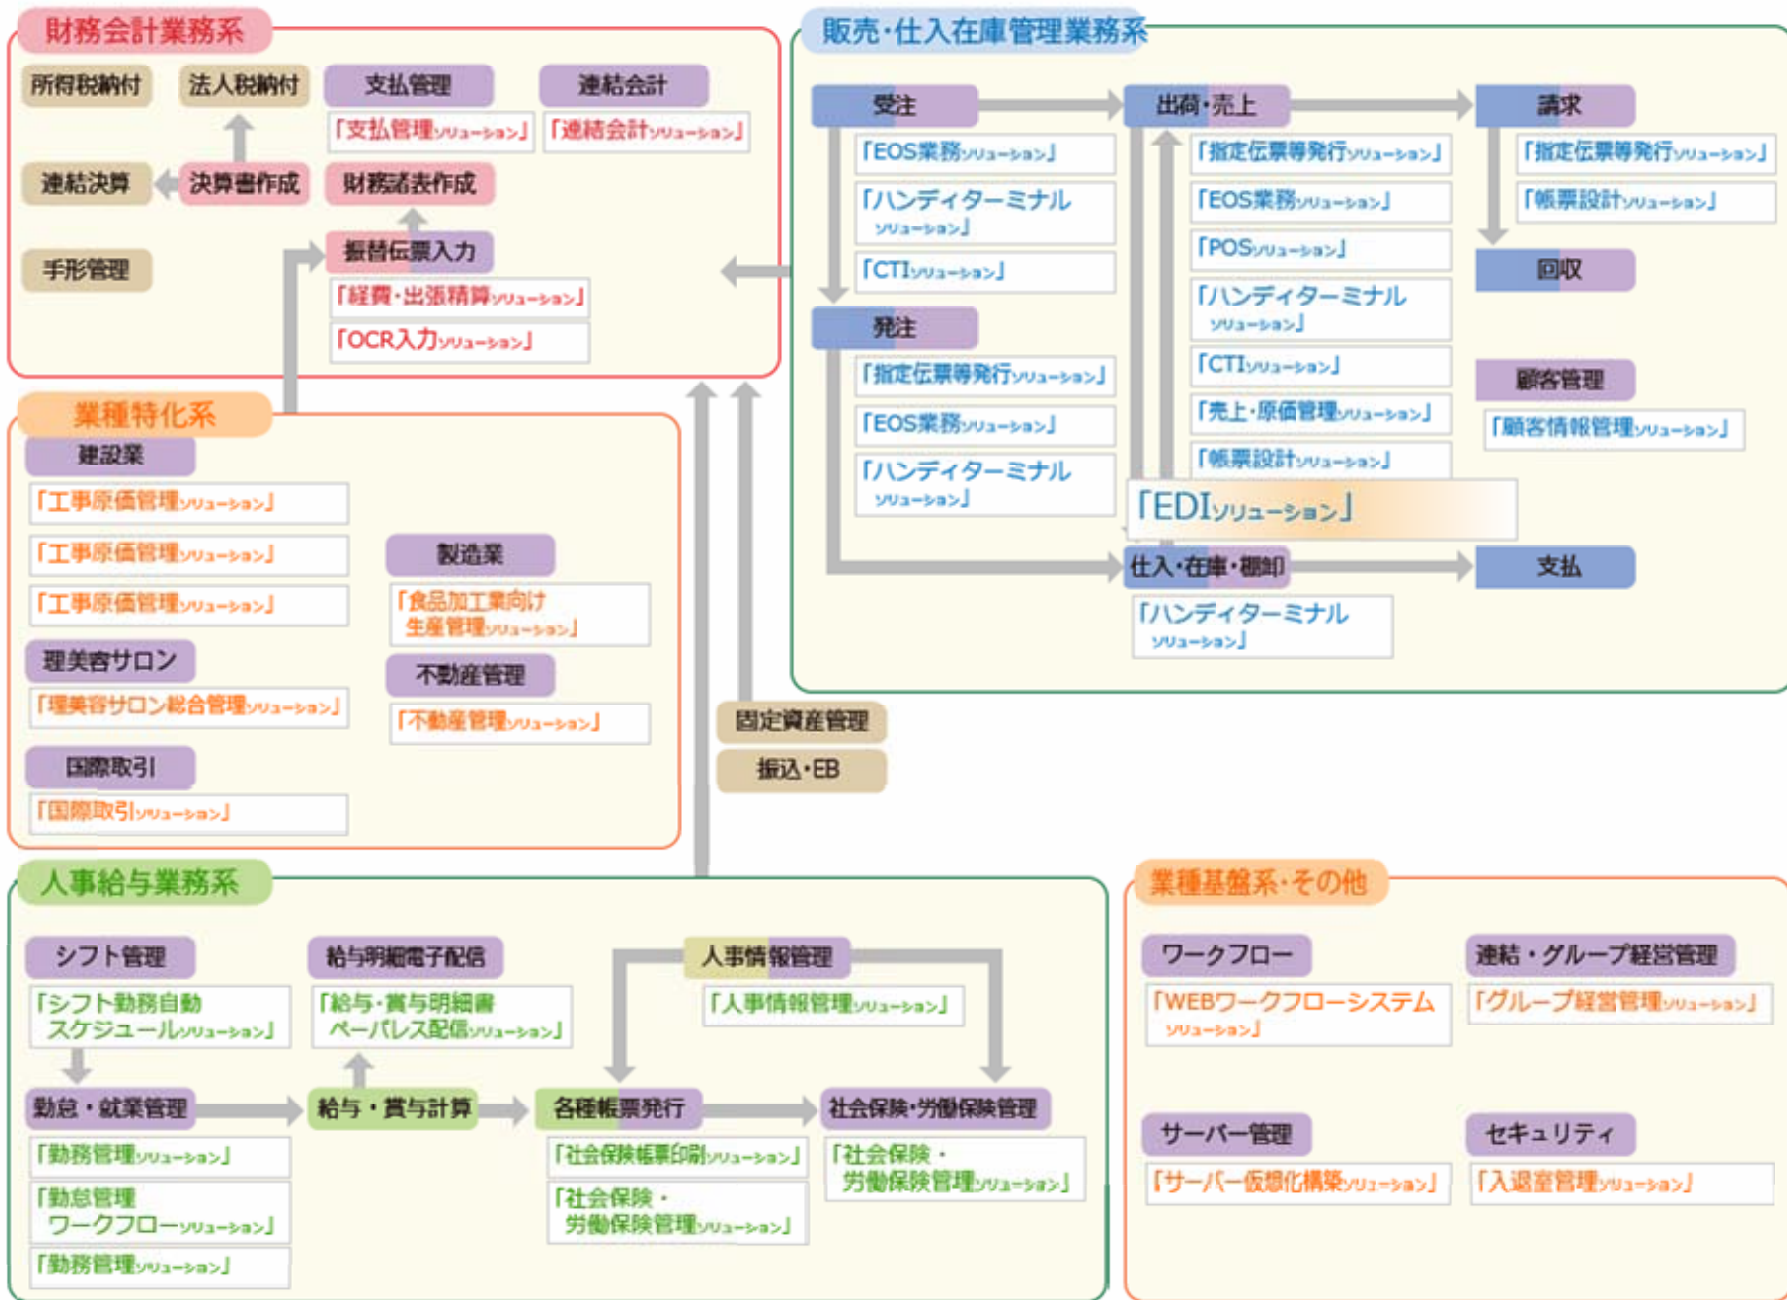 財務会計業務系
所得税納付
法人税納付
支払管理
「支払管理ソリューション」
連結会計
「連結会計ソリューション」
連結決算
決算書作成
財務諸表作成
手形管理
振替伝票入力
「経費・出張精算ソリューション」
「OCR入力ソリューション」
販売・仕入在庫管理業務系
受注
「EOS業務ソリューション」
「ハンディターミナル
ソリューション」
「CTIソリューション」
発注
「指定伝票等発行ソリューション」
「EOS業務ソリューション」
「ハンディターミナル
ソリューション」
出荷・売上
「指定伝票等発行ソリューション」
「EOS業務ソリューション」
「POSソリューション」
「ハンディターミナル
ソリューション」
「CTIソリューション」
「売上・原価管理ソリューション」
「帳票設計ソリューション」
「EDIソリューション」
仕入・在庫・棚卸
「ハンディターミナル
ソリューション」
請求
「指定伝票等発行ソリューション」
「帳票設計ソリューション」
回収
顧客管理
「顧客情報管理ソリューション」
支払
業種特化系
建設業
「工事原価管理ソリューション」
「工事原価管理ソリューション」
「工事原価管理ソリューション」
理美容サロン
「理美容サロン総合管理ソリューション」
国際取引
「国際取引ソリューション」
製造業
「食品加工業向け
生産管理ソリューション」
不動産管理
「不動産管理ソリューション」
固定資産管理
振込・EB
人事給与業務系
シフト管理
「シフト勤務自動
スケジュールソリューション」
給与明細電子配信
「給与・賞与明細書
ペーパレス配信ソリューション」
人事情報管理
「人事情報管理ソリューション」
勤怠・就業管理
「勤務管理ソリューション」
「勤怠管理
ワークフローソリューション」
「勤務管理ソリューション」
給与・賞与計算
各種帳票発行
「社会保険帳票印刷ソリューション」
「社会保険・
労働保険管理ソリューション」
社会保険・労働保険管理
「社会保険・
労働保険管理ソリューション」
業種基盤系・その他
ワークフロー
「WEBワークフローシステム
ソリューション」
連結・グループ経営管理
「グループ経営管理ソリューション」
サーバー管理
「サーバー仮想化構築ソリューション」
セキュリティ
「入退室管理ソリューション」